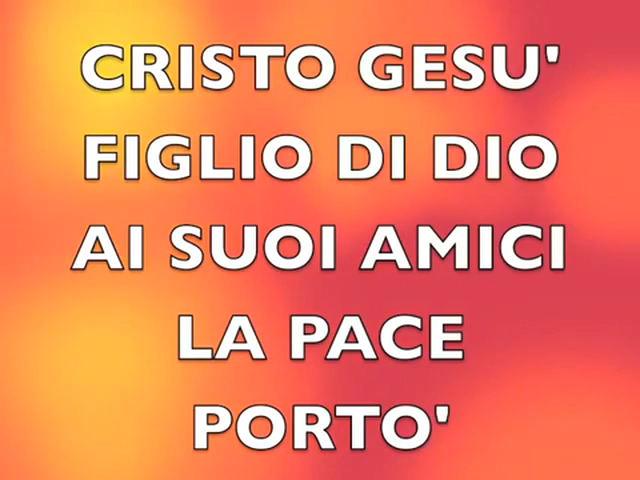 CRISTO GESU'
FIGLIO DI DIO
AI SUOI AMICI
LA PACE
PORTO'